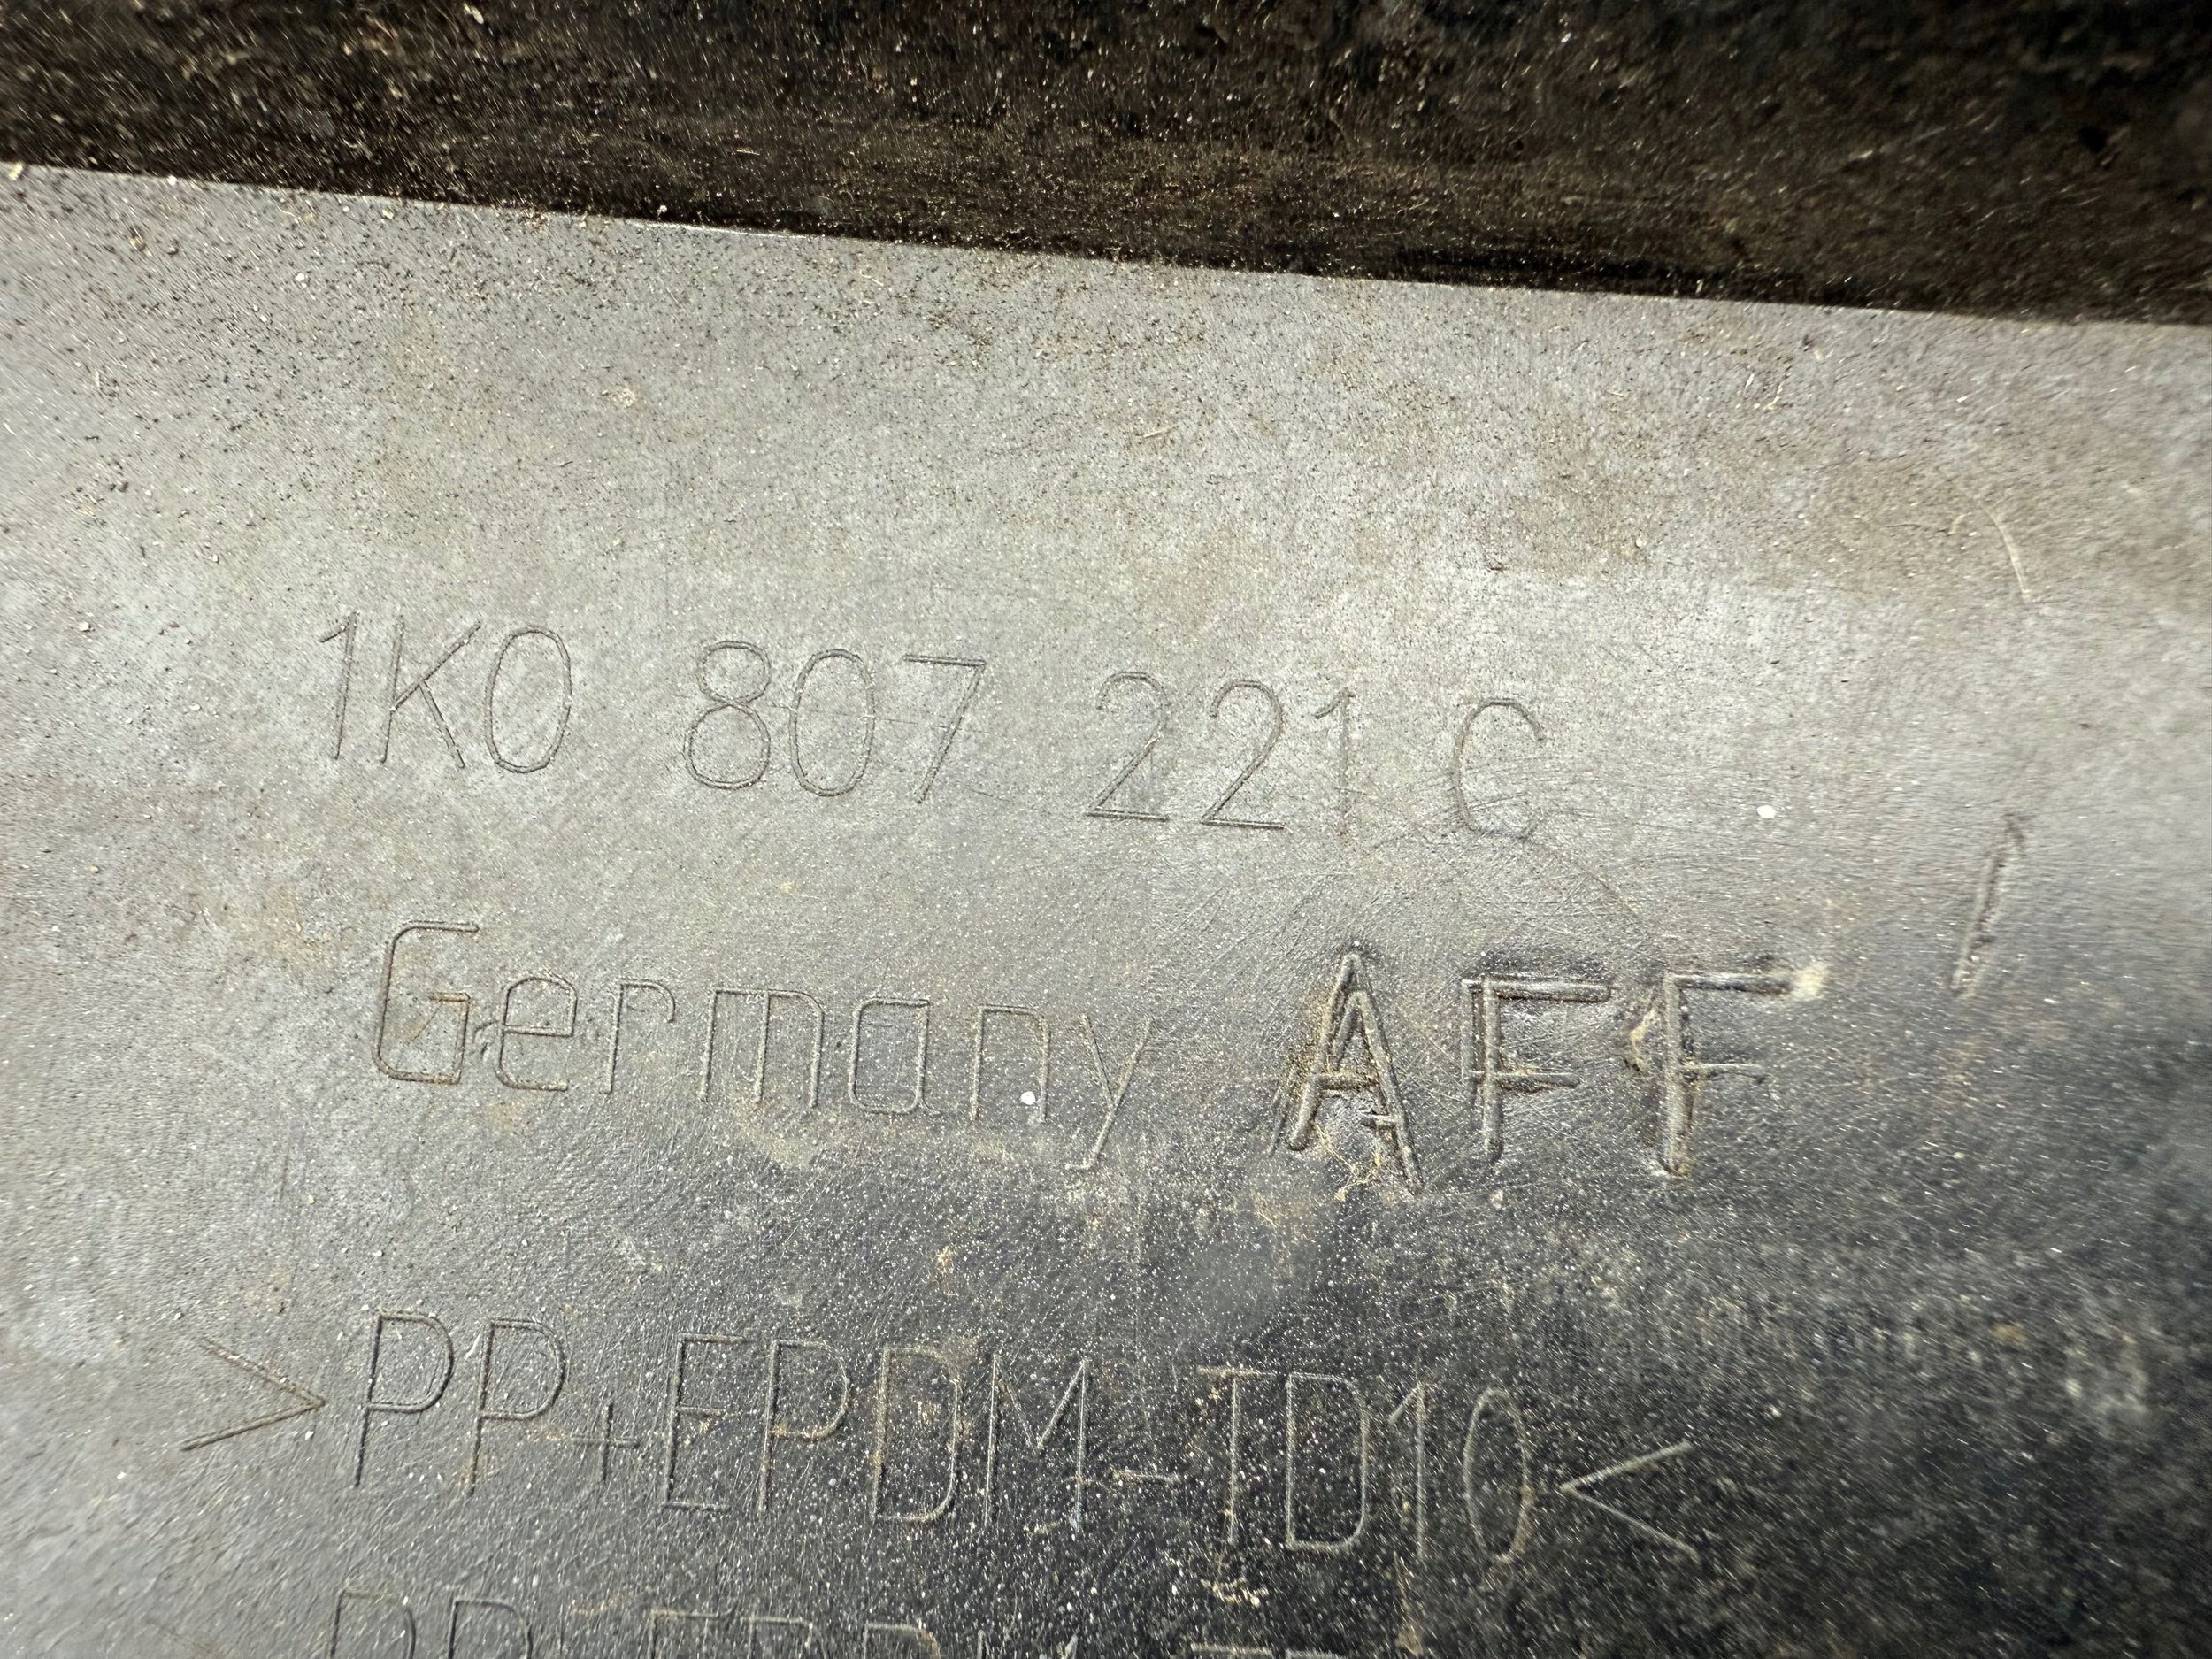 1K0 807 221 C
Germany AFF
>PP+EPDM-TD10<